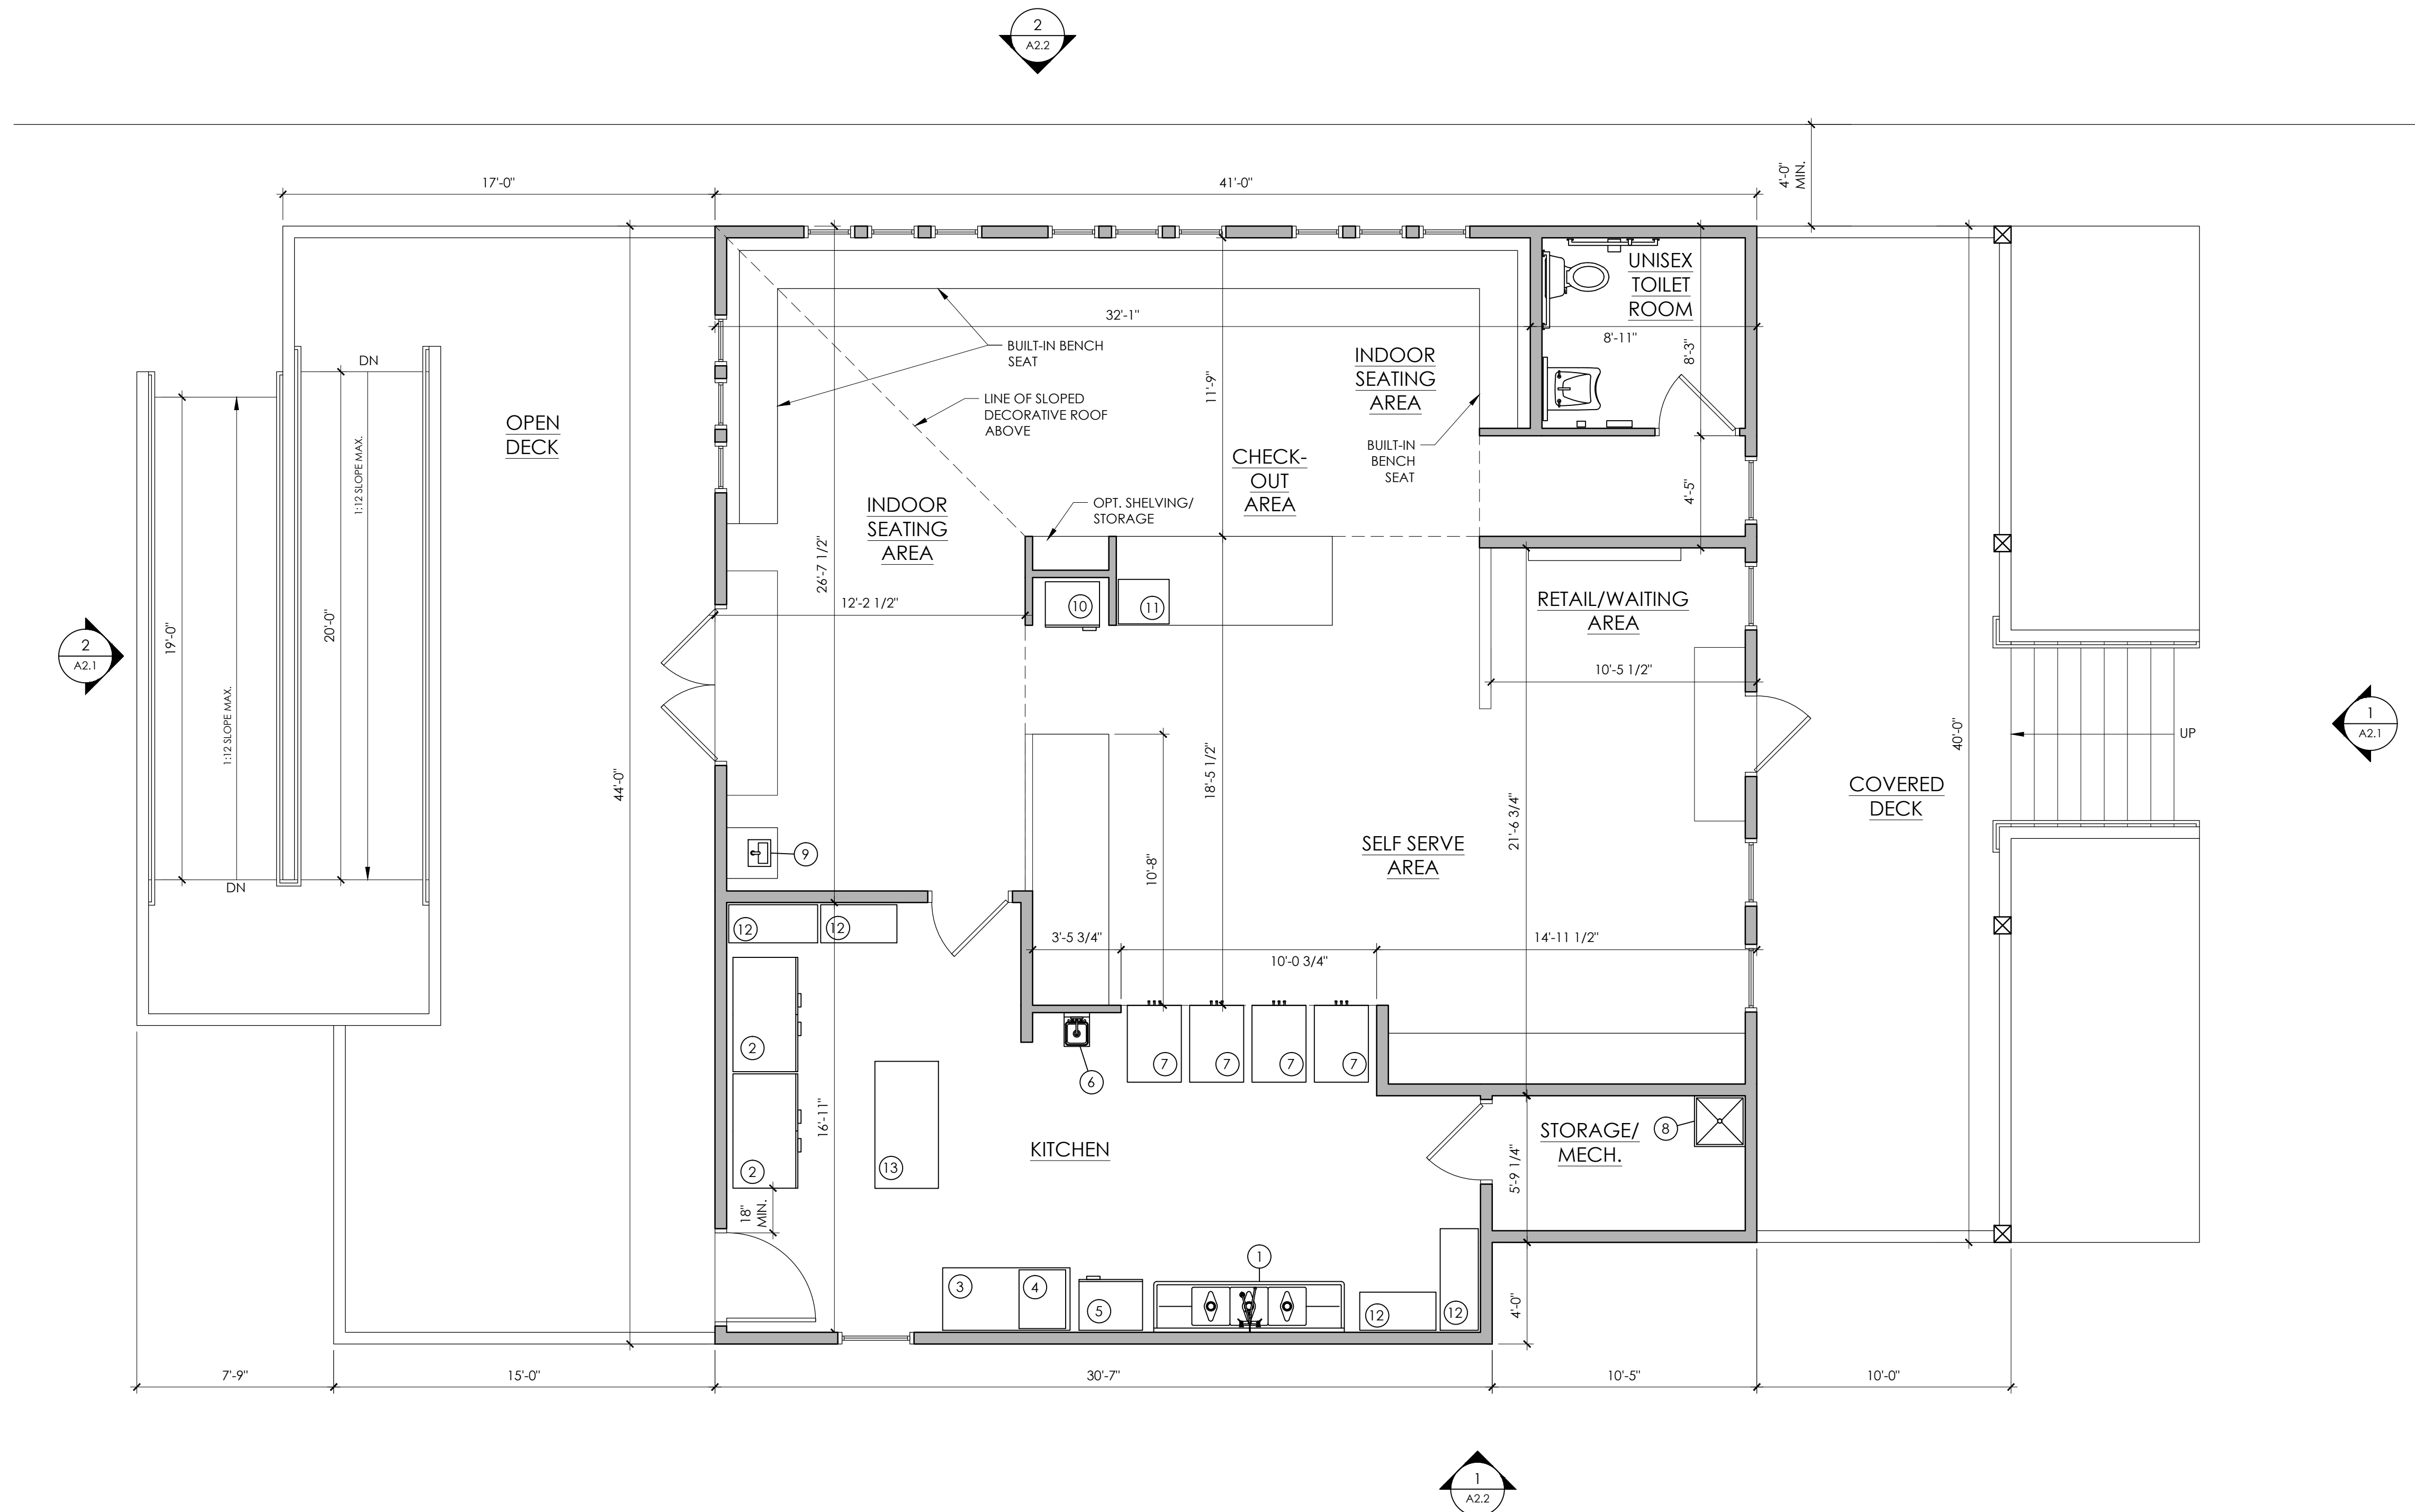 2
A2.2
4'-0"
MIN.
17'-0"
41'-0"
UNISEX
TOILET
ROOM
32'-1"
8'-11"
8'-3"
BUILT-IN BENCH
SEAT
INDOOR
SEATING
AREA
DN
11'-9"
LINE OF SLOPED
DECORATIVE ROOF
ABOVE
OPEN
DECK
BUILT-IN
BENCH
SEAT
CHECK-
OUT
AREA
1:12 SLOPE MAX.
4'-5"
INDOOR
SEATING
AREA
OPT. SHELVING/
STORAGE
26'-7 1/2"
12'-2 1/2"
10
11
RETAIL/WAITING
AREA
20'-0"
19'-0"
2
A2.1
10'-5 1/2"
1:12 SLOPE MAX.
1
A2.1
UP
40'-0"
COVERED
DECK
44'-0"
18'-5 1/2"
21'-6 3/4"
SELF SERVE
AREA
9
10'-8"
DN
12
12
3'-5 3/4"
10'-0 3/4"
14'-11 1/2"
2
6
7
7
7
7
16'-11"
KITCHEN
STORAGE/
MECH.
8
2
13
5'-9 1/4"
18"
MIN.
1
3
4
5
12
12
4'-0"
7'-9"
15'-0"
30'-7"
10'-5"
10'-0"
1
A2.2